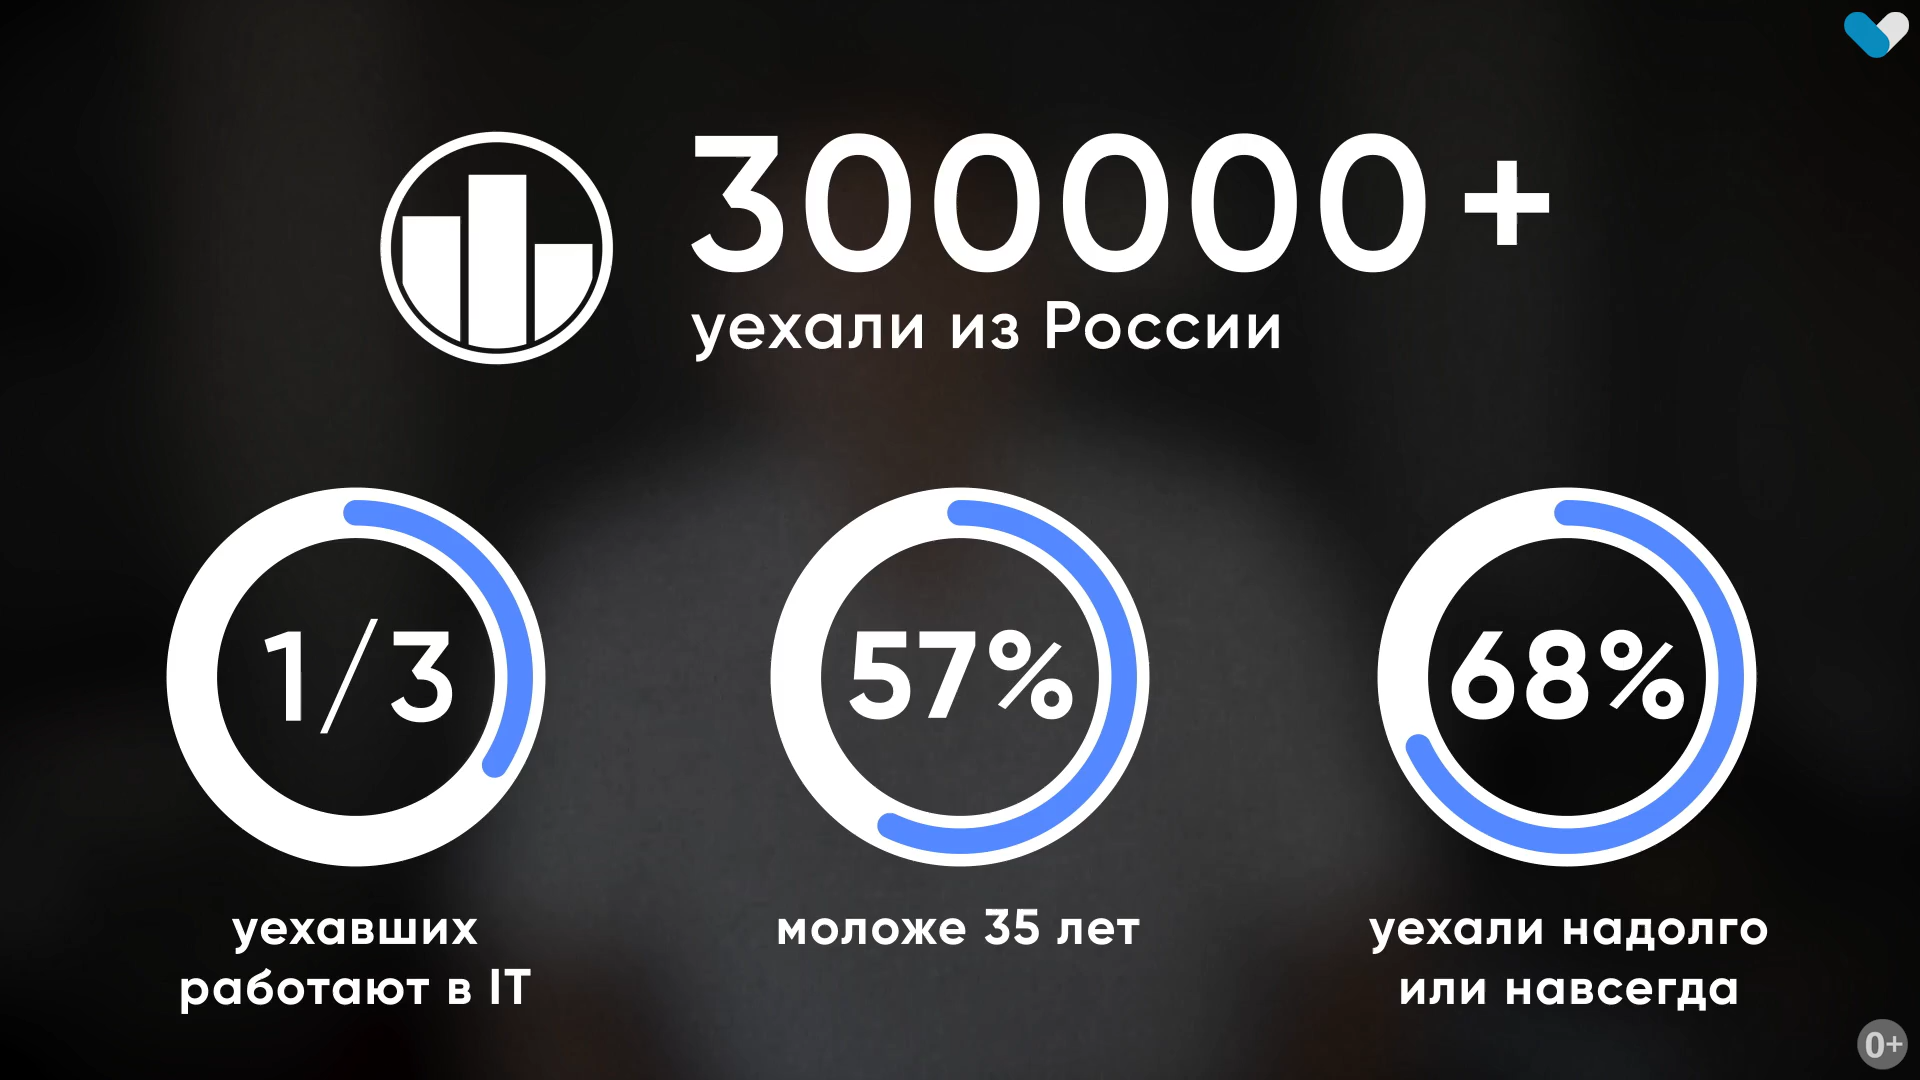 300000+
уехали из России
1/3
57%
68%
уехавших
работают в IT
моложе 35 лет
уехали надолго
или навсегда
0+